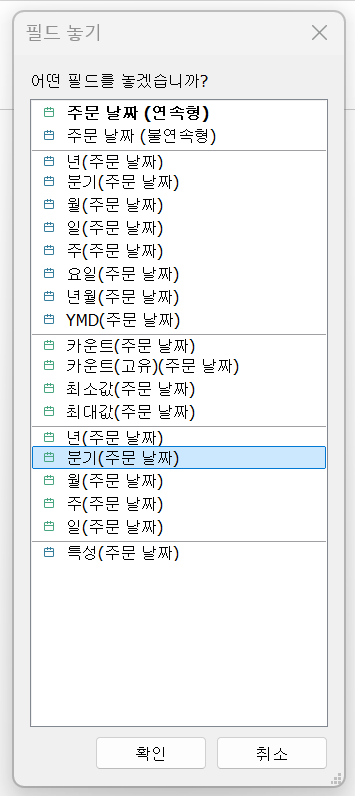 필드 놓기
어떤 필드를 놓겠습니까?
주문 날짜 (연속형)
주문 날짜 (불연속형)
년(주문 날짜)
분기(주문 날짜)
월(주문 날짜)
일(주문 날짜)
주(주문 날짜)
요일(주문 날짜)
년월(주문 날짜)
YMD(주문 날짜)
카운트(주문 날짜)
카운트(고유)(주문 날짜)
최소값(주문 날짜)
최대값(주문 날짜)
년(주문 날짜)
분기(주문 날짜)
월(주문 날짜)
주(주문 날짜)
일(주문 날짜)
특성(주문 날짜)
확인 취소